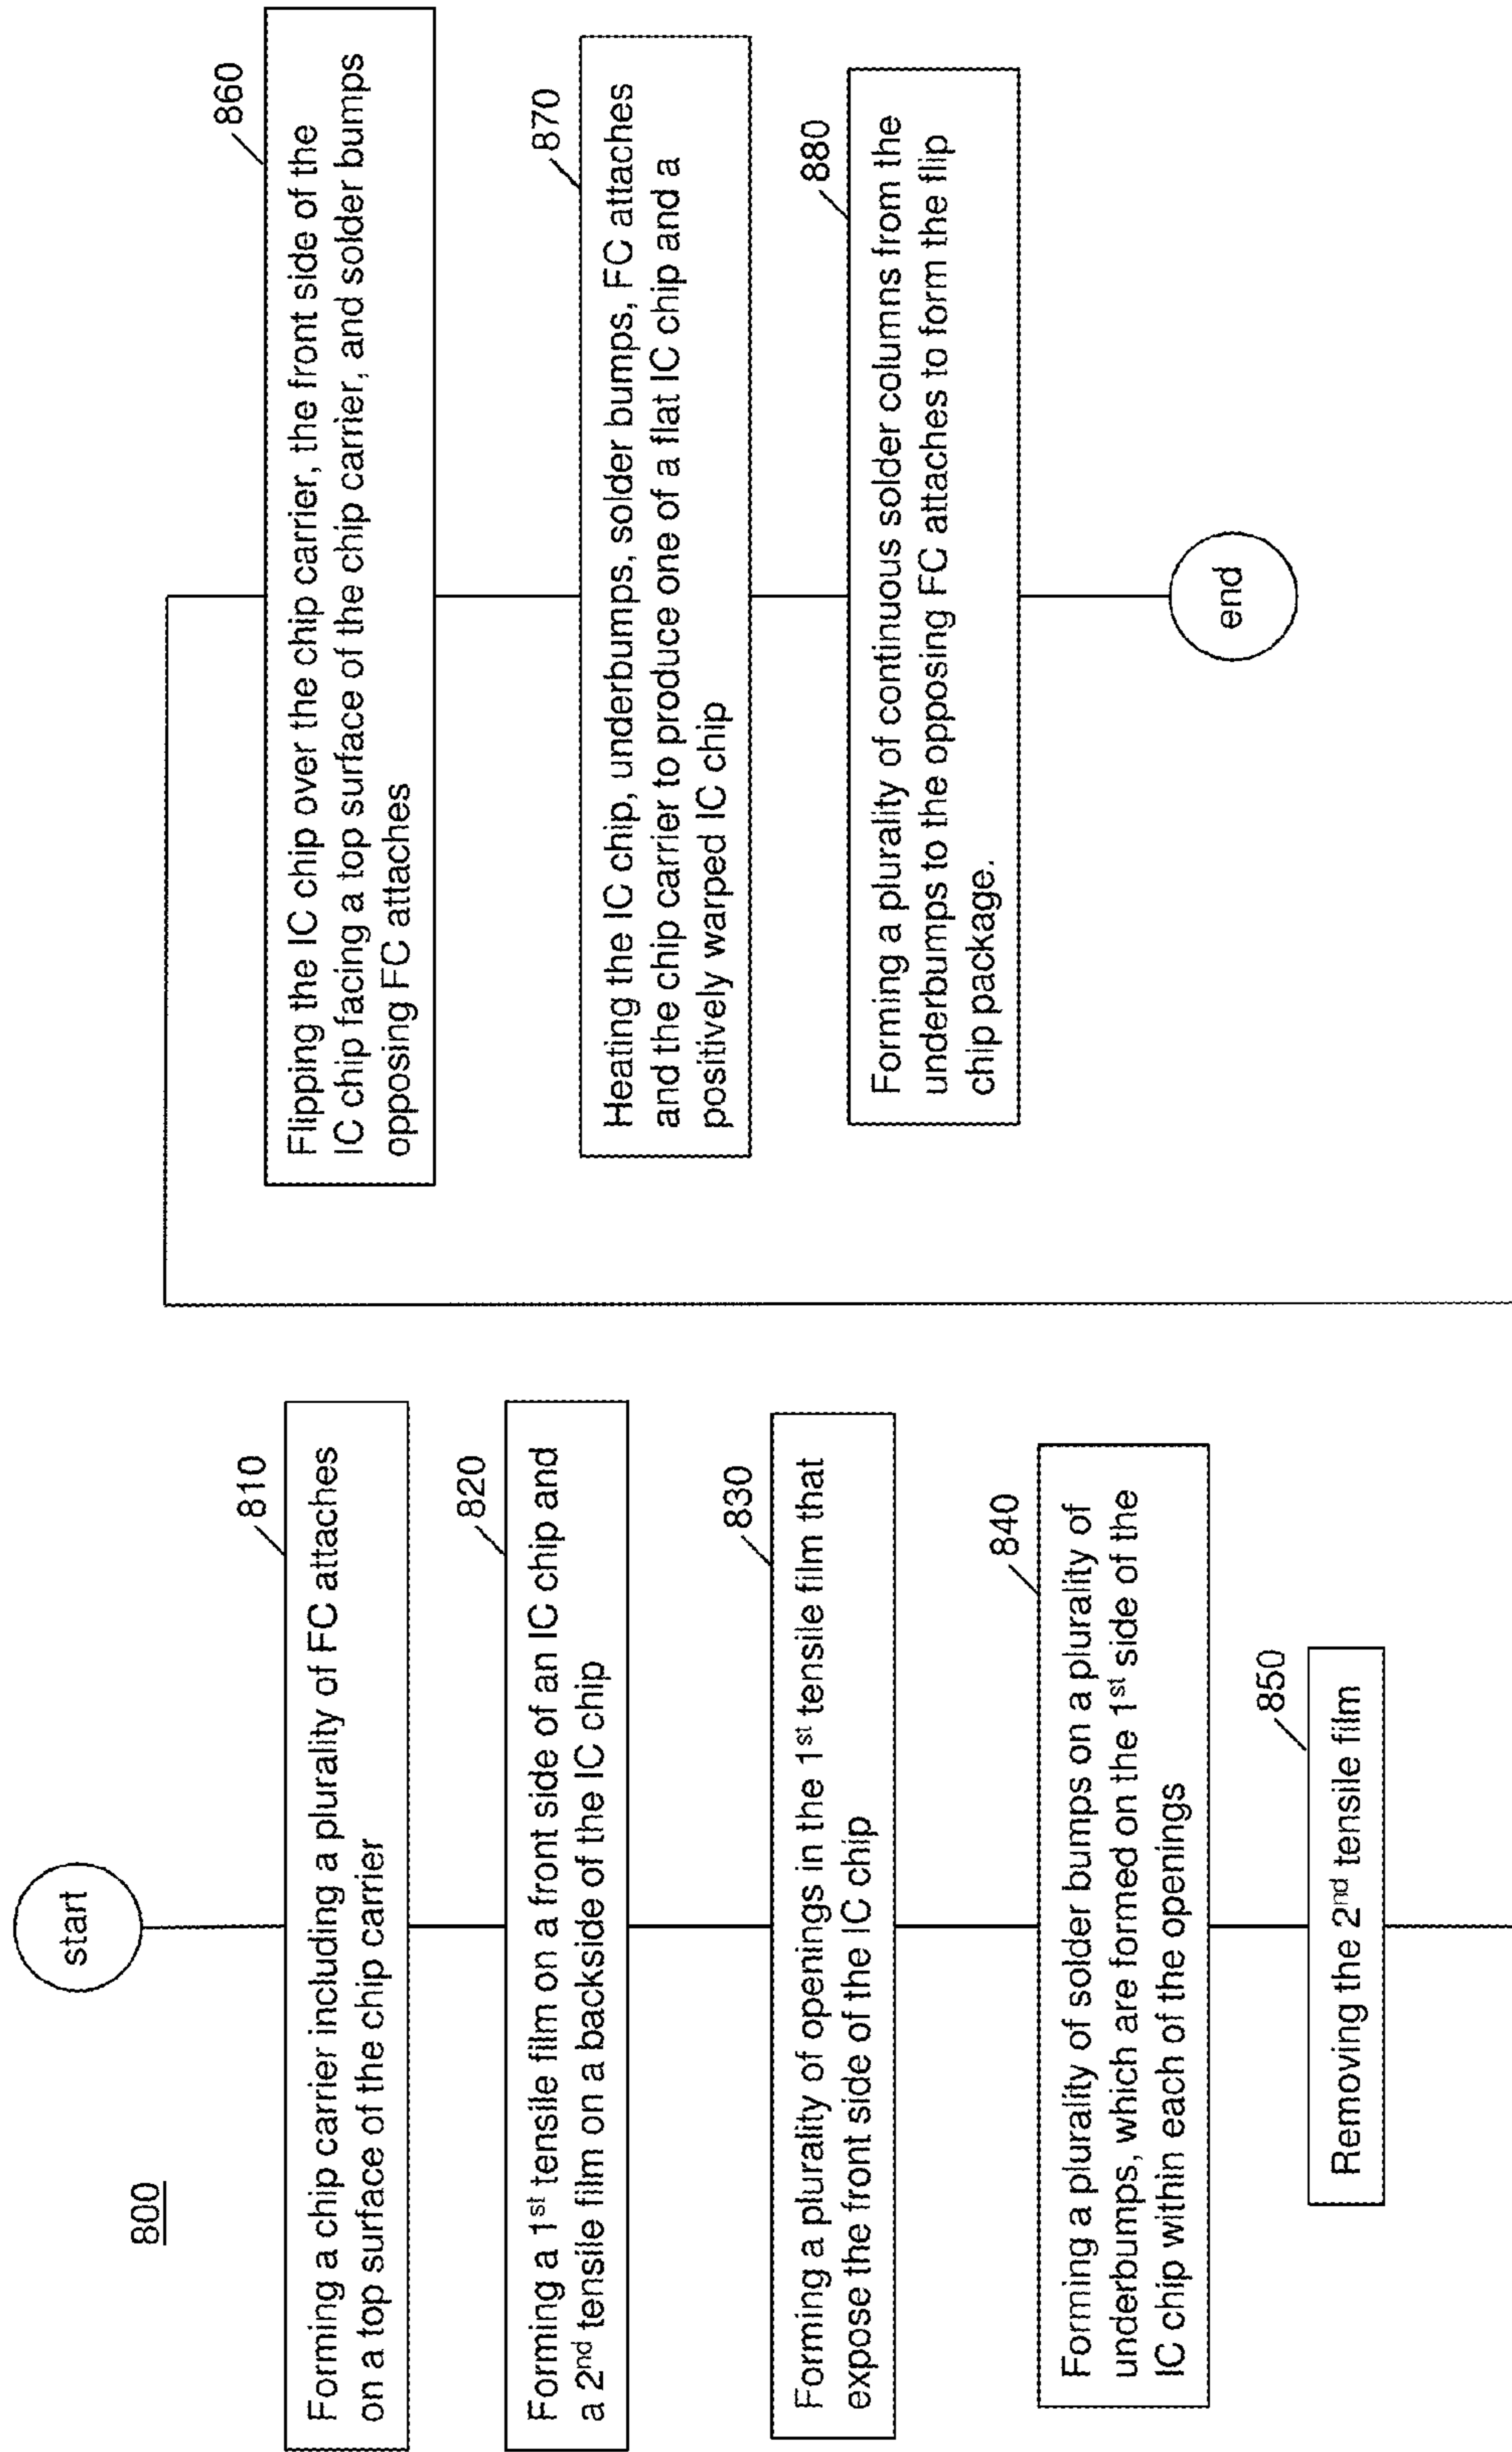 800
start
810
Forming a chip carrier including a plurality of FC attaches
on a top surface of the chip carrier
820
Forming a 1st tensile film on a front side of an IC chip and
a 2nd tensile film on a backside of the IC chip
830
Forming a plurality of openings in the 1st tensile film that
expose the front side of the IC chip
840
Forming a plurality of solder bumps on a plurality of
underbumps, which are formed on the 1st side of the
IC chip within each of the openings
850
Removing the 2nd tensile film
860
Flipping the IC chip over the chip carrier, the front side of the
IC chip facing a top surface of the chip carrier, and solder bumps
opposing FC attaches
870
Heating the IC chip, underbumps, solder bumps, FC attaches
and the chip carrier to produce one of a flat IC chip and a
positively warped IC chip
880
Forming a plurality of continuous solder columns from the
underbumps to the opposing FC attaches to form the flip
chip package.
end